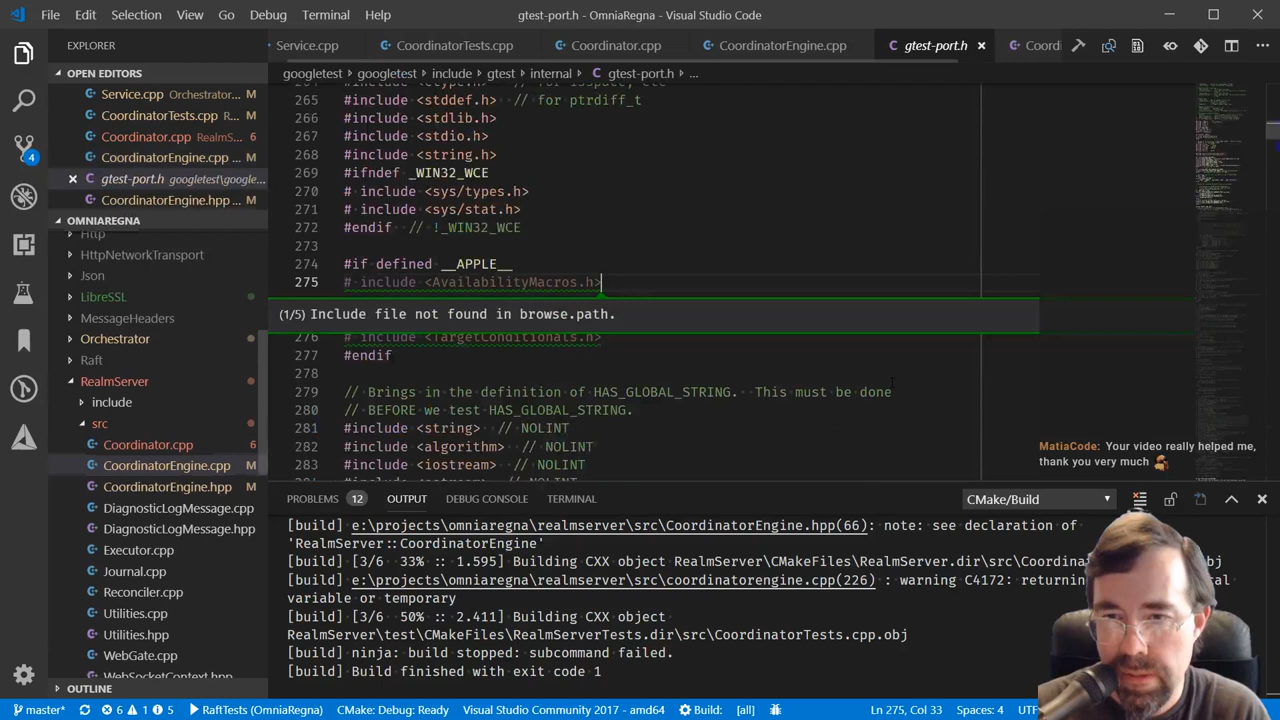 File Edit Selection View Go Debug Terminal Help
gtest-port.h - OmniaRegna - Visual Studio Code
EXPLORER
Service.cpp CoordinatorTests.cpp Coordinator.cpp CoordinatorEngine.cpp gtest-port.h Coordi
OPEN EDITORS
Service.cpp Orchestrator... M
CoordinatorTests.cpp R... M
Coordinator.cpp RealmS... 6
CoordinatorEngine.cpp ... M
gtest-port.h googletest\google...
CoordinatorEngine.hpp ... M
OMNIAREGNA
Http
HttpNetworkTransport
Json
LibreSSL
MessageHeaders
Orchestrator
Raft
RealmServer
include
src
Coordinator.cpp 6
CoordinatorEngine.cpp M
CoordinatorEngine.hpp M
DiagnosticLogMessage.cpp
DiagnosticLogMessage.hpp
Executor.cpp
Journal.cpp
Reconciler.cpp
Utilities.cpp
Utilities.hpp
WebGate.cpp
WebSocketContext.hpp
OUTLINE
4
googletest googletest include gtest internal gtest-port.h ...
265 #include <stddef.h> // for ptrdiff_t
266 #include <stdlib.h>
267 #include <stdio.h>
268 #include <string.h>
269 #ifndef _WIN32_WCE
270 # include <sys/types.h>
271 # include <sys/stat.h>
272 #endif // !_WIN32_WCE
273
274 #if defined __APPLE__
275 # include <AvailabilityMacros.h>
(1/5) Include file not found in browse.path.
276 # include <TargetConditionals.h>
277 #endif
278
279 // Brings in the definition of HAS_GLOBAL_STRING. This must be done
280 // BEFORE we test HAS_GLOBAL_STRING.
281 #include <string> // NOLINT
282 #include <algorithm> // NOLINT
283 #include <iostream> // NOLINT
MatiaCode: Your video really helped me,
thank you very much
PROBLEMS 12 OUTPUT DEBUG CONSOLE TERMINAL CMake/Build
[build] e:\projects\omniaregna\realmserver\src\CoordinatorEngine.hpp(66): note: see declaration of
'RealmServer::CoordinatorEngine'
[build] [3/6 33% :: 1.595] Building CXX object RealmServer\CMakeFiles\RealmServer.dir\src\Coordina bj
[build] e:\projects\omniaregna\realmserver\src\coordinatorengine.cpp(226) : warning C4172: returnin
variable or temporary
[build] [3/6 50% :: 2.411] Building CXX object
RealmServer\test\CMakeFiles\RealmServerTests.dir\src\CoordinatorTests.cpp.obj
[build] ninja: build stopped: subcommand failed.
[build] Build finished with exit code 1
master* 6 1 5 RaftTests (OmniaRegna) CMake: Debug: Ready Visual Studio Community 2017 - amd64 Build: [all] Ln 275, Col 33 Spaces: 4